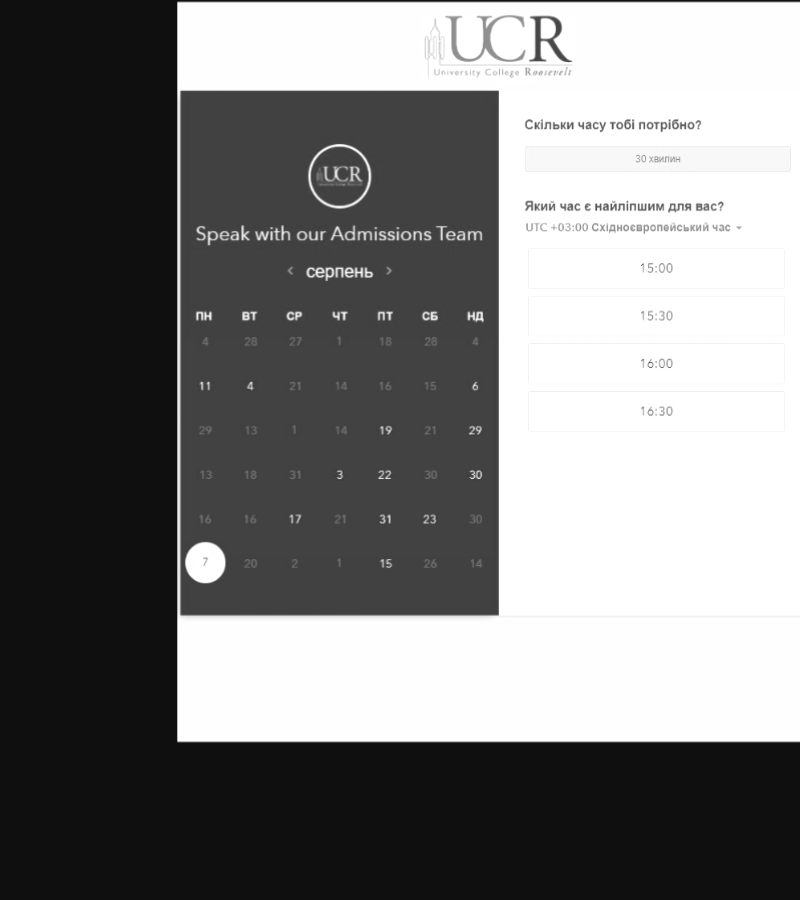 UCR
University College Roosevelt
UCR
Speak with our Admissions Team
‹ серпень ›
ПН ВТ СР ЧТ ПТ СБ НД
4 28 27 1 18 28 4
11 4 21 14 16 15 6
29 13 1 14 19 21 29
13 18 31 3 22 30 30
16 16 17 21 31 23 30
7 20 2 1 15 26 14
Скільки часу тобі потрібно?
30 хвилин
Який час є найліпшим для вас?
UTC +03:00 Східноєвропейський час
15:00
15:30
16:00
16:30